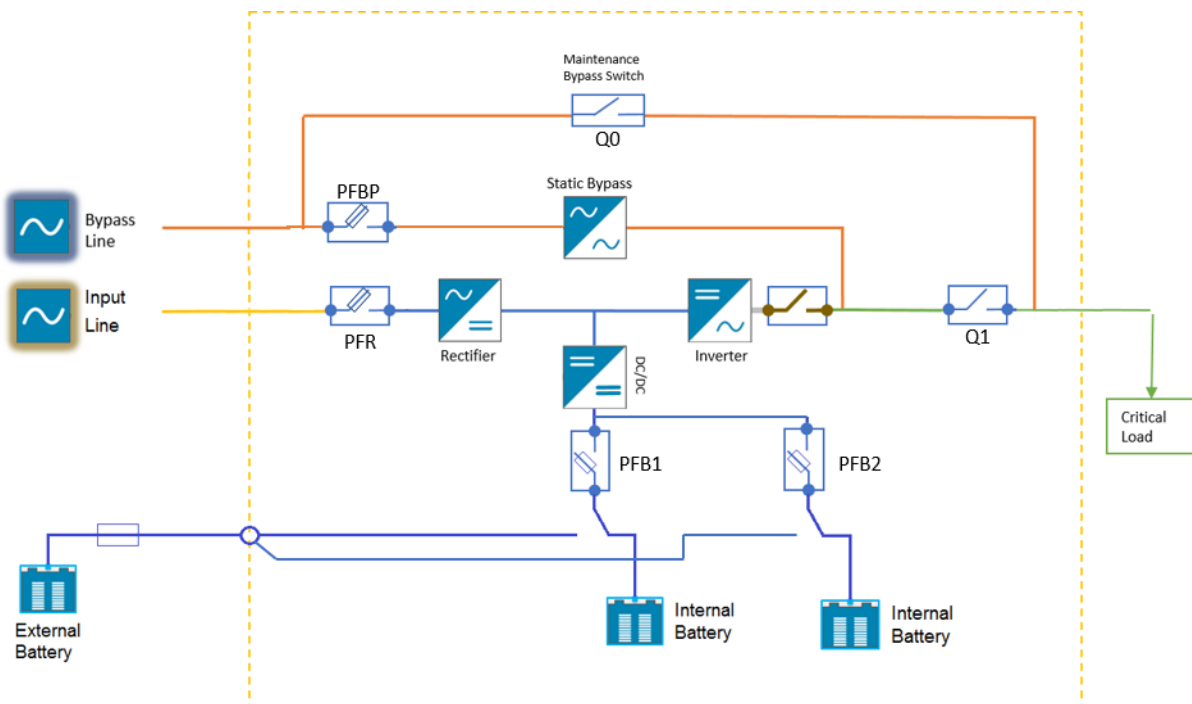 Maintenance
Bypass Switch
Q0
PFBP
Static Bypass
Bypass
Line
Input
Line
PFR
Rectifier
Inverter
Q1
DC/DC
Critical
Load
PFB1
PFB2
External
Battery
Internal
Battery
Internal
Battery